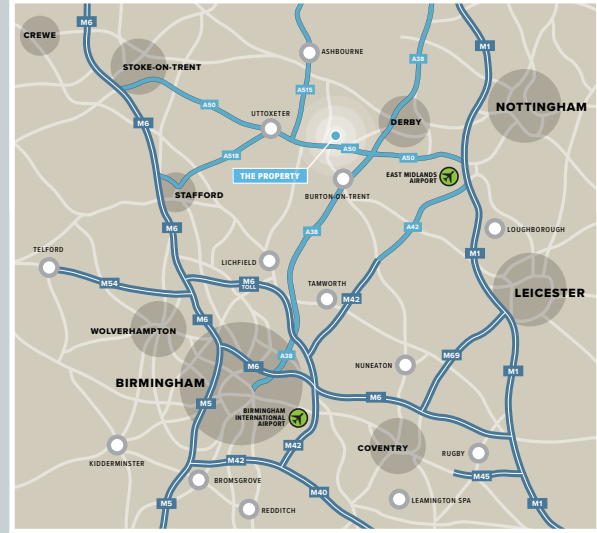 M6
CREWE
M1
ASHBOURNE
A38
STOKE-ON-TRENT
A515
A50
NOTTINGHAM
UTTOXETER
M6
DERBY
A50
A518
A50
THE PROPERTY
EAST MIDLANDS
AIRPORT
STAFFORD
BURTON-ON-TRENT
M6
A38
A42
LOUGHBOROUGH
TELFORD
M1
LICHFIELD
M54
M6
TOLL
TAMWORTH
M42
LEICESTER
M6
WOLVERHAMPTON
A38
M69
M6
NUNEATON
M1
BIRMINGHAM
M5
M6
BIRMINGHAM
INTERNATIONAL
AIRPORT
M42
COVENTRY
RUGBY
KIDDERMINSTER
M42
M45
BROMSGROVE
M40
M5
REDDITCH
LEAMINGTON SPA
M1